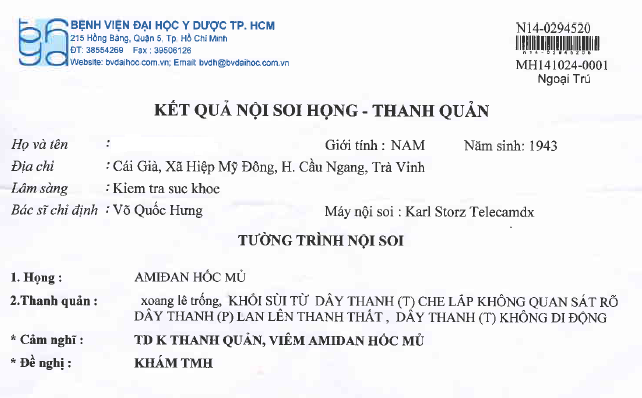 BỆNH VIỆN ĐẠI HỌC Y DƯỢC TP. HCM
215 Hồng Bàng, Quận 5, Tp. Hồ Chí Minh
ĐT: 38554269 Fax : 39506126
Website: bvdaihoc.com.vn; Email: bvdh@bvdaihoc.com.vn
N14-0294520
MH141024-0001
Ngoại Trú
KẾT QUẢ NỘI SOI HỌNG - THANH QUẢN
Họ và tên :
Giới tính : NAM Năm sinh: 1943
Địa chỉ : Cái Già, Xã Hiệp Mỹ Đông, H. Cầu Ngang, Trà Vinh
Lâm sàng : Kiem tra suc khoe
Bác sĩ chỉ định : Võ Quốc Hưng Máy nội soi : Karl Storz Telecamdx
TƯỜNG TRÌNH NỘI SOI
1. Họng : AMIĐAN HỐC MỦ
2.Thanh quản : xoang lê trống, KHỐI SÙI TỪ DÂY THANH (T) CHE LẤP KHÔNG QUAN SÁT RÕ
DÂY THANH (P) LAN LÊN THANH THẤT , DÂY THANH (T) KHÔNG DI ĐỘNG
* Cảm nghĩ : TD K THANH QUẢN, VIÊM AMIDAN HỐC MỦ
* Đề nghị : KHÁM TMH